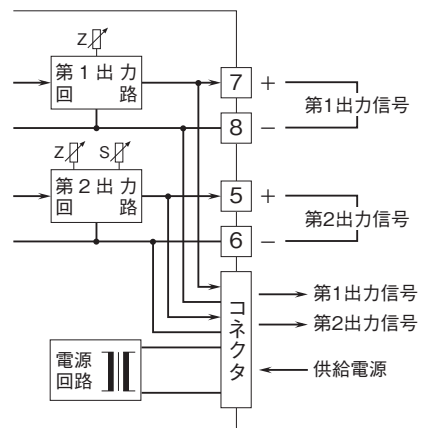 Z
第1出力
回路
7 +
8 −
第1出力信号
Z S
第2出力
回路
5 +
6 −
第2出力信号
コネクタ
第1出力信号
第2出力信号
供給電源
電源
回路